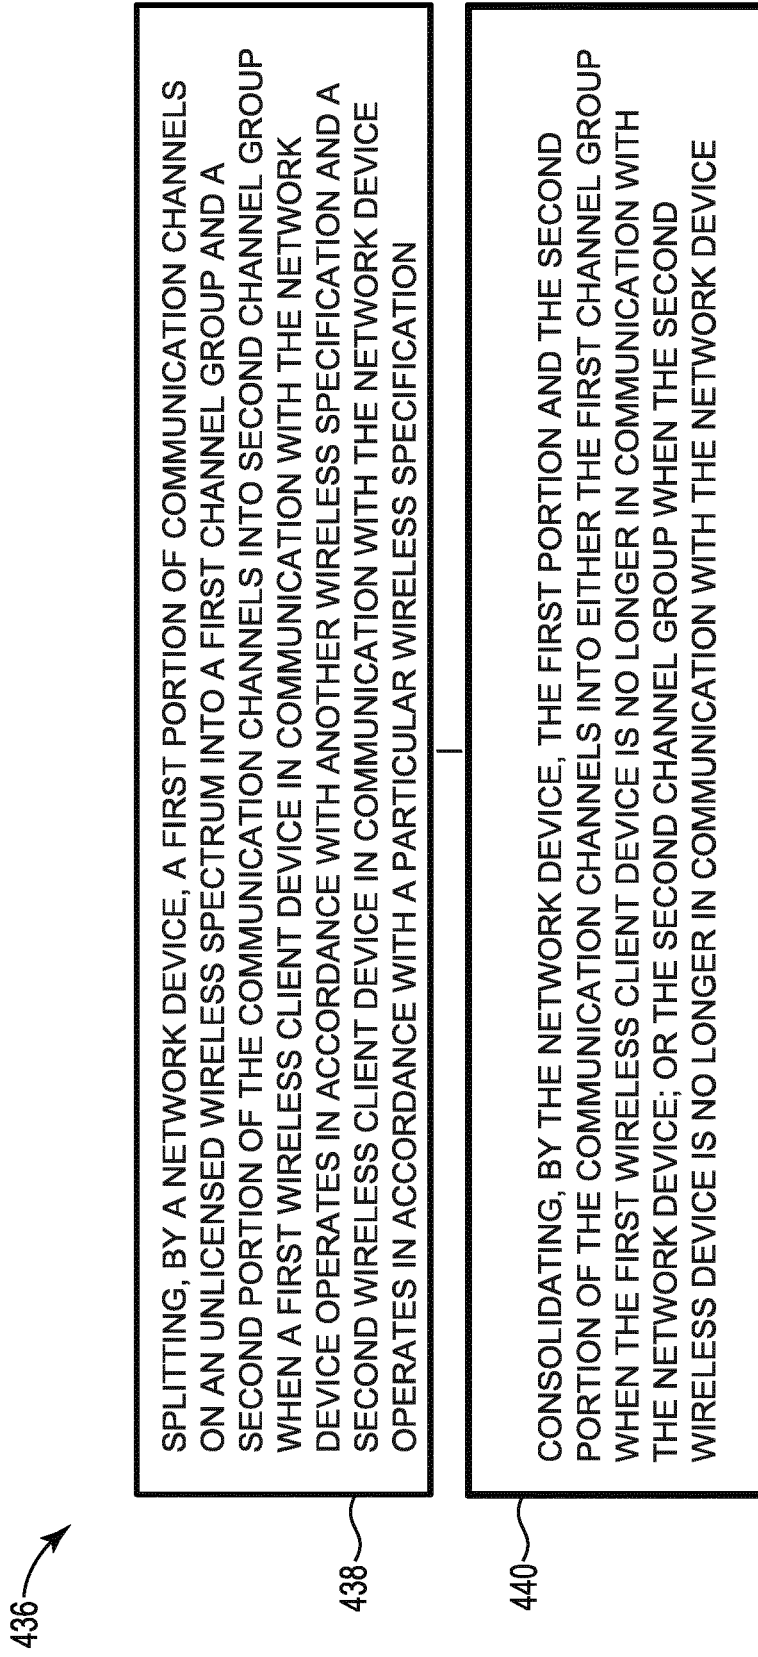 436
SPLITTING, BY A NETWORK DEVICE, A FIRST PORTION OF COMMUNICATION CHANNELS
ON AN UNLICENSED WIRELESS SPECTRUM INTO A FIRST CHANNEL GROUP AND A
SECOND PORTION OF THE COMMUNICATION CHANNELS INTO SECOND CHANNEL GROUP
WHEN A FIRST WIRELESS CLIENT DEVICE IN COMMUNICATION WITH THE NETWORK
DEVICE OPERATES IN ACCORDANCE WITH ANOTHER WIRELESS SPECIFICATION AND A
SECOND WIRELESS CLIENT DEVICE IN COMMUNICATION WITH THE NETWORK DEVICE
OPERATES IN ACCORDANCE WITH A PARTICULAR WIRELESS SPECIFICATION
438
CONSOLIDATING, BY THE NETWORK DEVICE, THE FIRST PORTION AND THE SECOND
PORTION OF THE COMMUNICATION CHANNELS INTO EITHER THE FIRST CHANNEL GROUP
WHEN THE FIRST WIRELESS CLIENT DEVICE IS NO LONGER IN COMMUNICATION WITH
THE NETWORK DEVICE; OR THE SECOND CHANNEL GROUP WHEN THE SECOND
WIRELESS DEVICE IS NO LONGER IN COMMUNICATION WITH THE NETWORK DEVICE
440